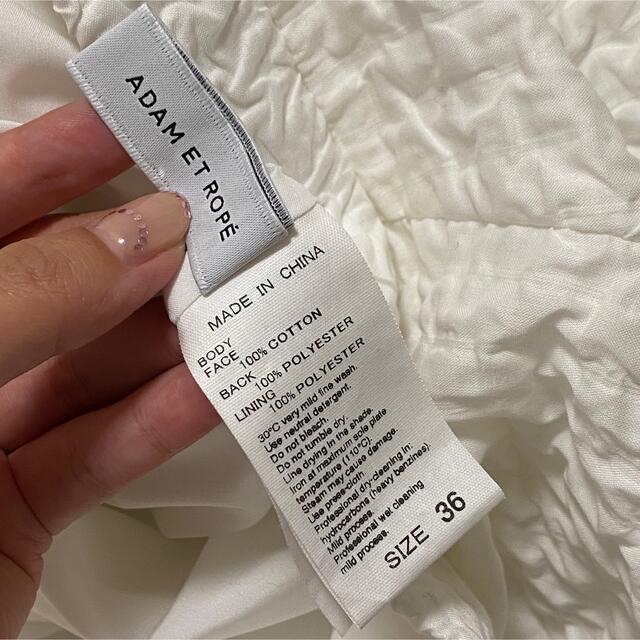 ADAM ET ROPÉ
MADE IN CHINA
BODY
FACE 100% COTTON
BACK 100% POLYESTER
LINING 100% POLYESTER
30°C very mild fine wash.
Use neutral detergent.
Do not bleach.
Do not tumble dry.
Line drying in the shade.
Iron at maximum sole plate
temperature (110°C)
Steam may cause damage.
Use press-cloth
Professional dry-cleaning in:
hydrocarbons (heavy benzines).
Mild process.
Professional wet cleaning
mild process.
SIZE 36